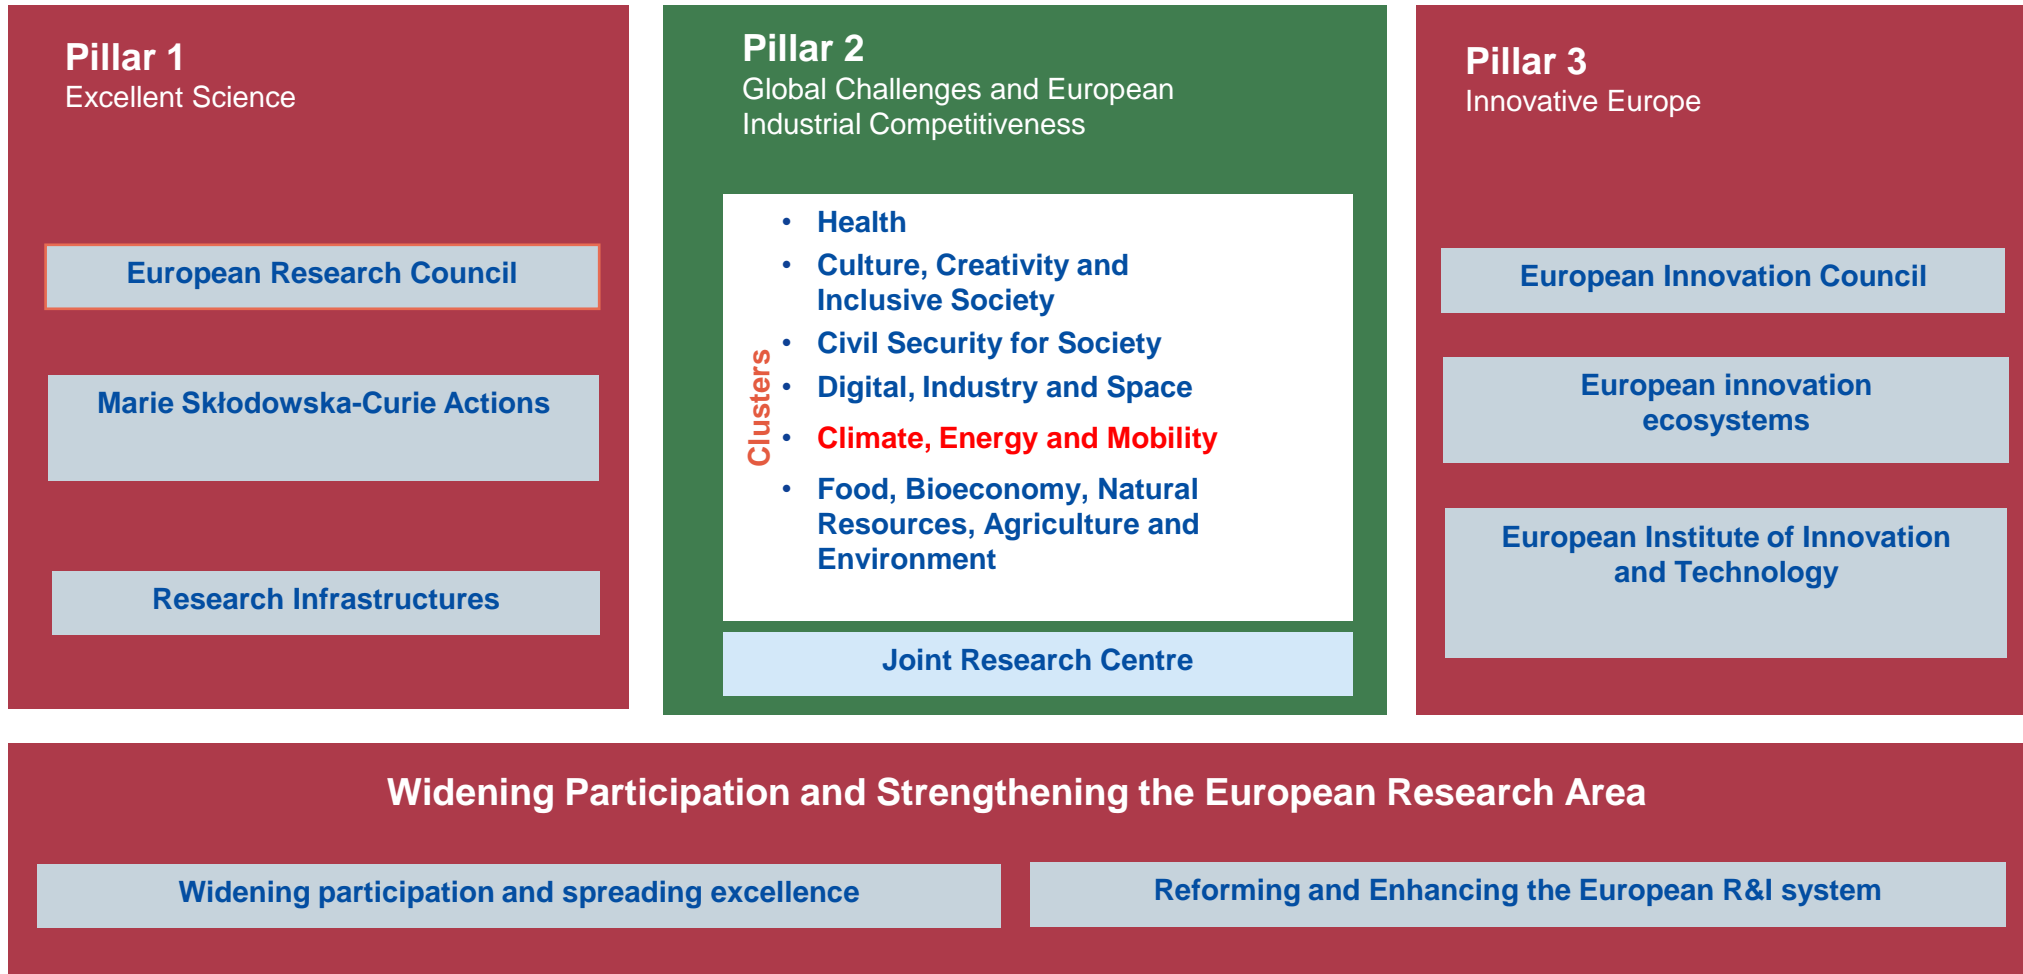 Pillar 1
Excellent Science
European Research Council
Marie Skłodowska-Curie Actions
Research Infrastructures
Pillar 2
Global Challenges and European
Industrial Competitiveness
Clusters
• Health
• Culture, Creativity and
Inclusive Society
• Civil Security for Society
• Digital, Industry and Space
• Climate, Energy and Mobility
• Food, Bioeconomy, Natural
Resources, Agriculture and
Environment
Joint Research Centre
Pillar 3
Innovative Europe
European Innovation Council
European innovation
ecosystems
European Institute of Innovation
and Technology
Widening Participation and Strengthening the European Research Area
Widening participation and spreading excellence
Reforming and Enhancing the European R&I system